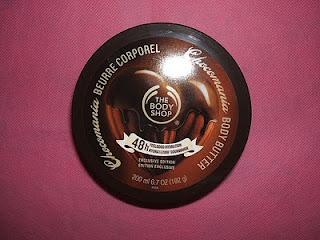 Chocomania BEURRE CORPOREL
Chocomania BODY BUTTER
THE
BODY
SHOP
48h
EXCLUSIVE EDITION
EDITION EXCLUSIVE
200 ml 6.7 OZ (192 g)